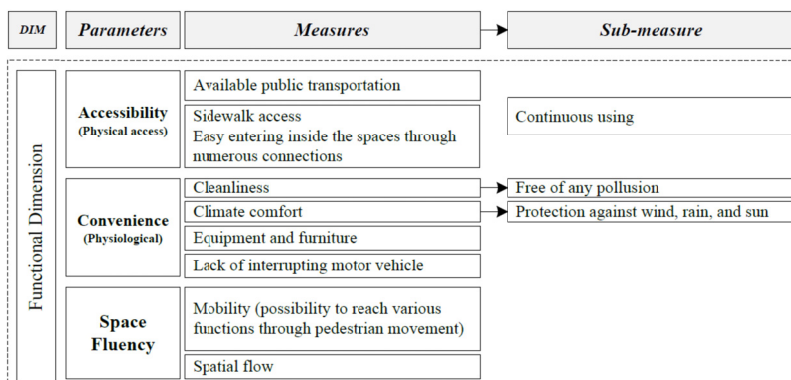 DIM Parameters Measures Sub-measure
Functional Dimension
Accessibility
(Physical access)
Available public transportation
Sidewalk access
Easy entering inside the spaces through
numerous connections
Continuous using
Convenience
(Physiological)
Cleanliness
Free of any pollusion
Climate comfort
Protection against wind, rain, and sun
Equipment and furniture
Lack of interrupting motor vehicle
Space
Fluency
Mobility (possibility to reach various
functions through pedestrian movement)
Spatial flow